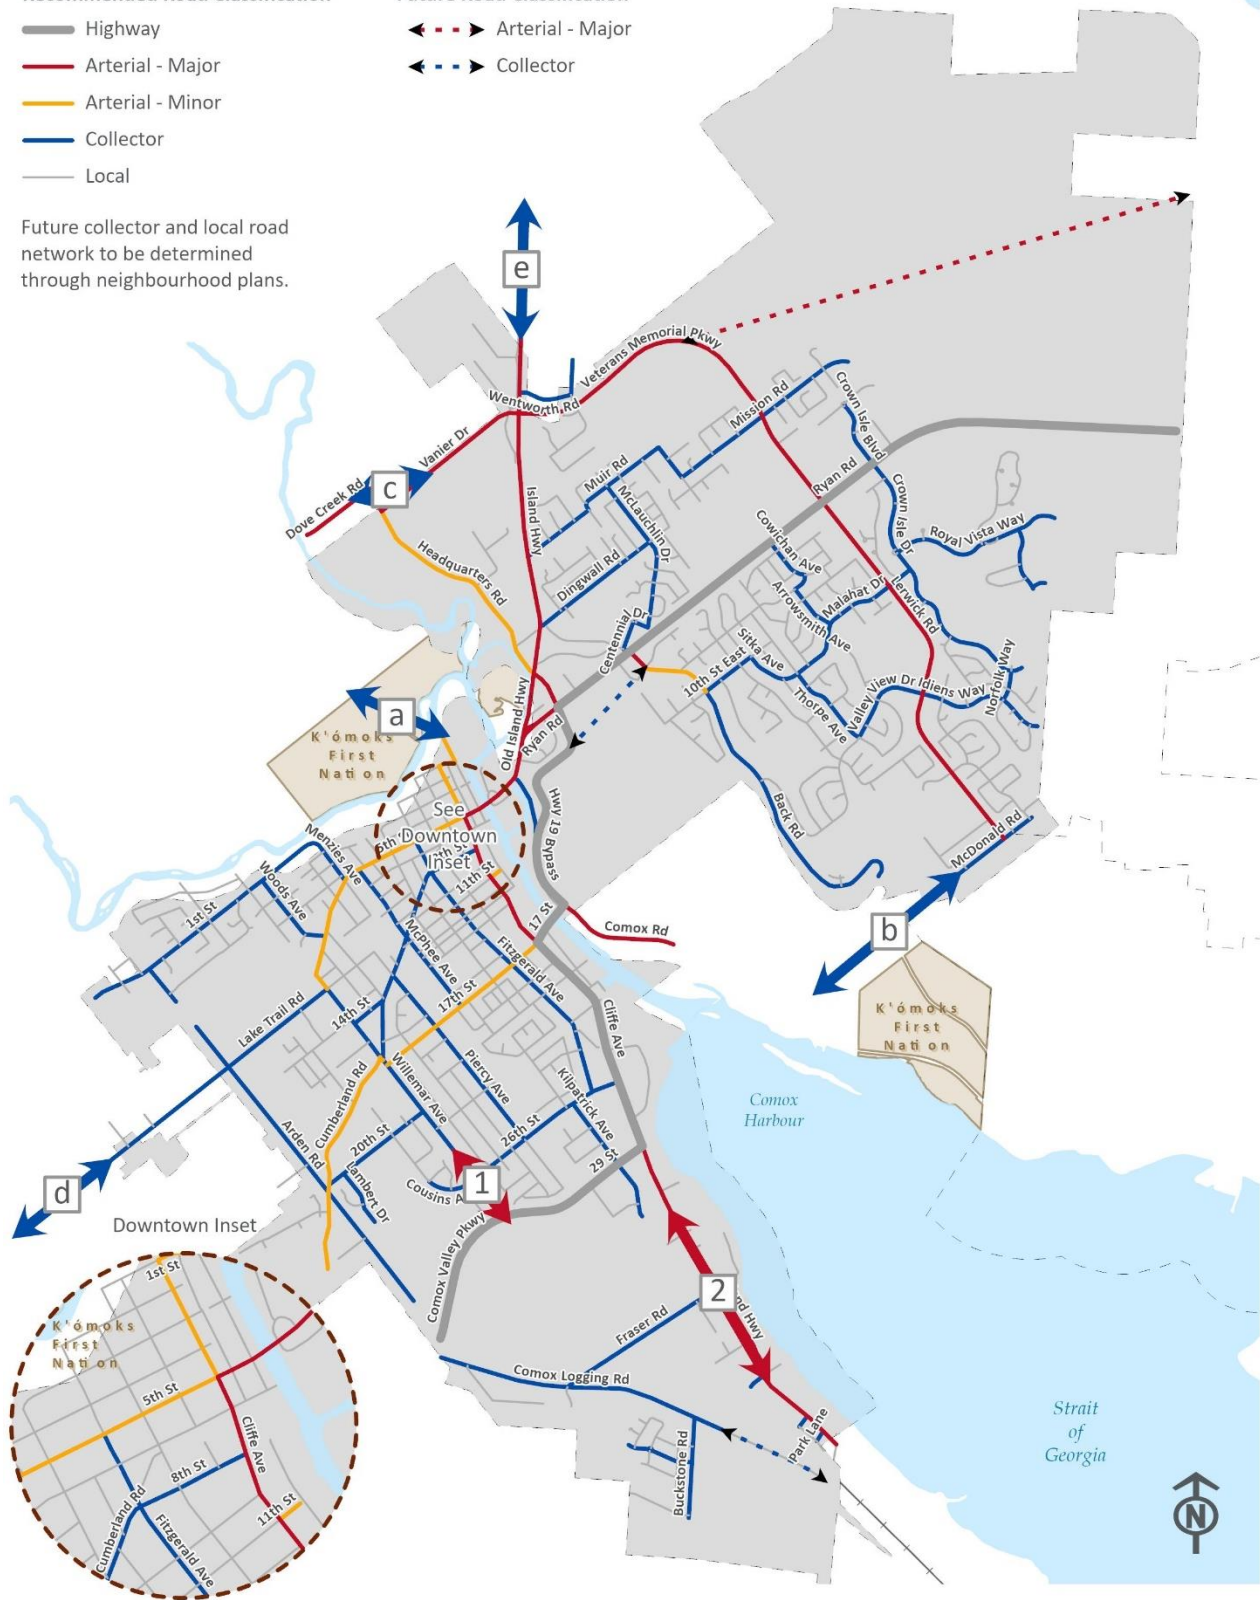 Highway
Arterial - Major
Arterial - Minor
Collector
Local
Arterial - Major
Collector
Future collector and local road
network to be determined
through neighbourhood plans.
e
Veterans Memorial Pkwy
Wentworth Rd
Mission Rd
Crown Isle Blvd
Vanier Dr
c
Dove Creek Rd
Muir Rd
McLauchlin Dr
Island Hwy
Ryan Rd
Crown Isle Dr
Royal Vista Way
Cowichan Ave
Headquarters Rd
Dingwall Rd
Arrowsmith Ave
Malahat Dr
Lerwick Rd
Centennial Dr
Sitka Ave
10th St East
Thorpe Ave
Valley View Dr
Idiens Way
Norfolk Way
a
K'ómoks
First
Nation
2
Old Island Hwy
Ryan Rd
See
Downtown
Inset
5th
11th St
Hwy 19 Bypass
Back Rd
McDonald Rd
Menzies Ave
Woods Ave
1st St
17 St
Comox Rd
b
McPhee Ave
Fitzgerald Ave
17th St
14th St
Lake Trail Rd
Cliffe Ave
K'ómoks
First
Nation
Comox
Harbour
Cumberland Rd
Willemar Ave
Piercy Ave
Kilpatrick Ave
Arden Rd
20th St
26th St
29 St
Lambert Dr
Cousins A
1
d
Comox Valley Pkwy
2
nd Hwy
Fraser Rd
Comox Logging Rd
Park Lane
Buckstone Rd
Strait
of
Georgia
N
Downtown Inset
1st St
K'ómoks
First
Nation
5th St
Cliffe Ave
8th St
11th St
Cumberland Rd
Fitzgerald Ave